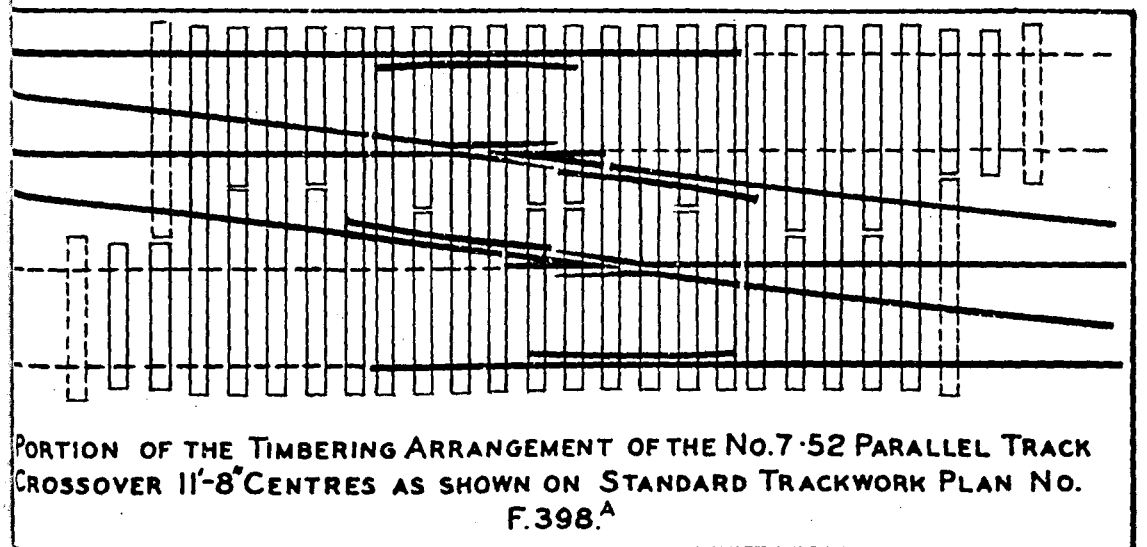 PORTION OF THE TIMBERING ARRANGEMENT OF THE No.7·52 PARALLEL TRACK
CROSSOVER 11'-8" CENTRES AS SHOWN ON STANDARD TRACKWORK PLAN No.
F.398.A